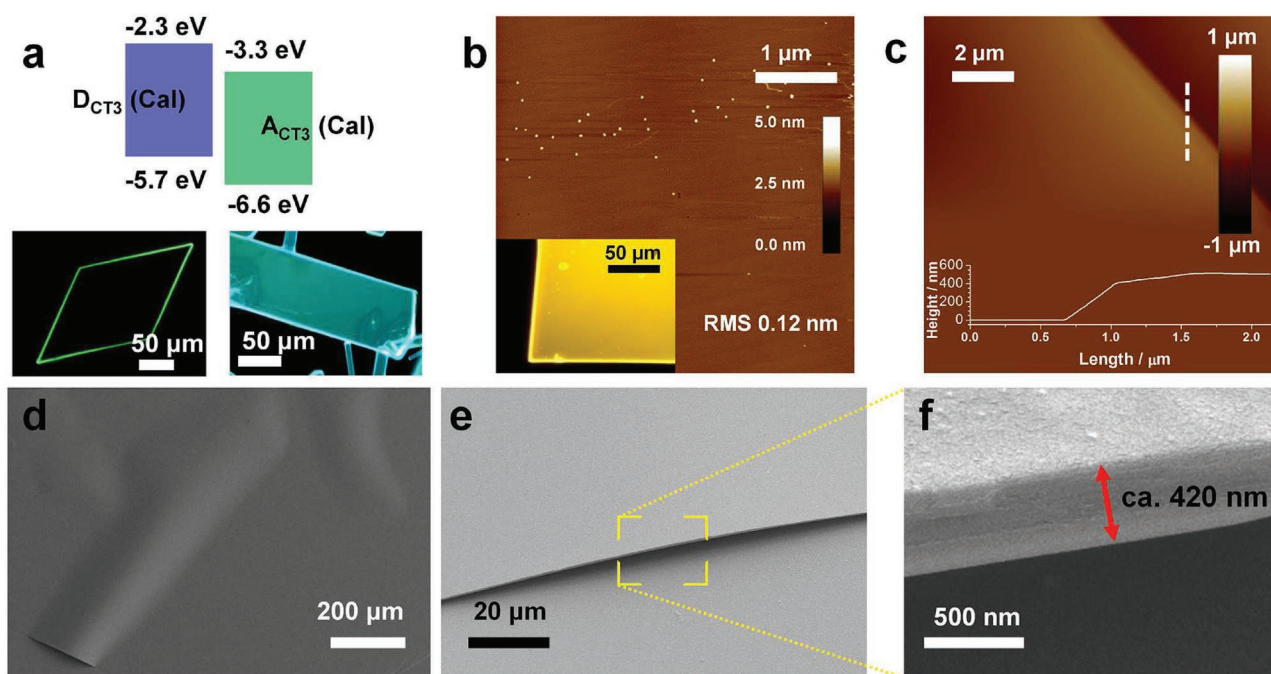 a
-2.3 eV
-3.3 eV
D_CT3 (Cal)
A_CT3 (Cal)
-5.7 eV
-6.6 eV
50 µm
50 µm
b
1 µm
5.0 nm
2.5 nm
0.0 nm
50 µm
RMS 0.12 nm
c
2 µm
1 µm
-1 µm
Height / nm
600
400
200
0
0.0
0.5
1.0
1.5
2.0
Length / µm
d
200 µm
e
20 µm
f
ca. 420 nm
500 nm